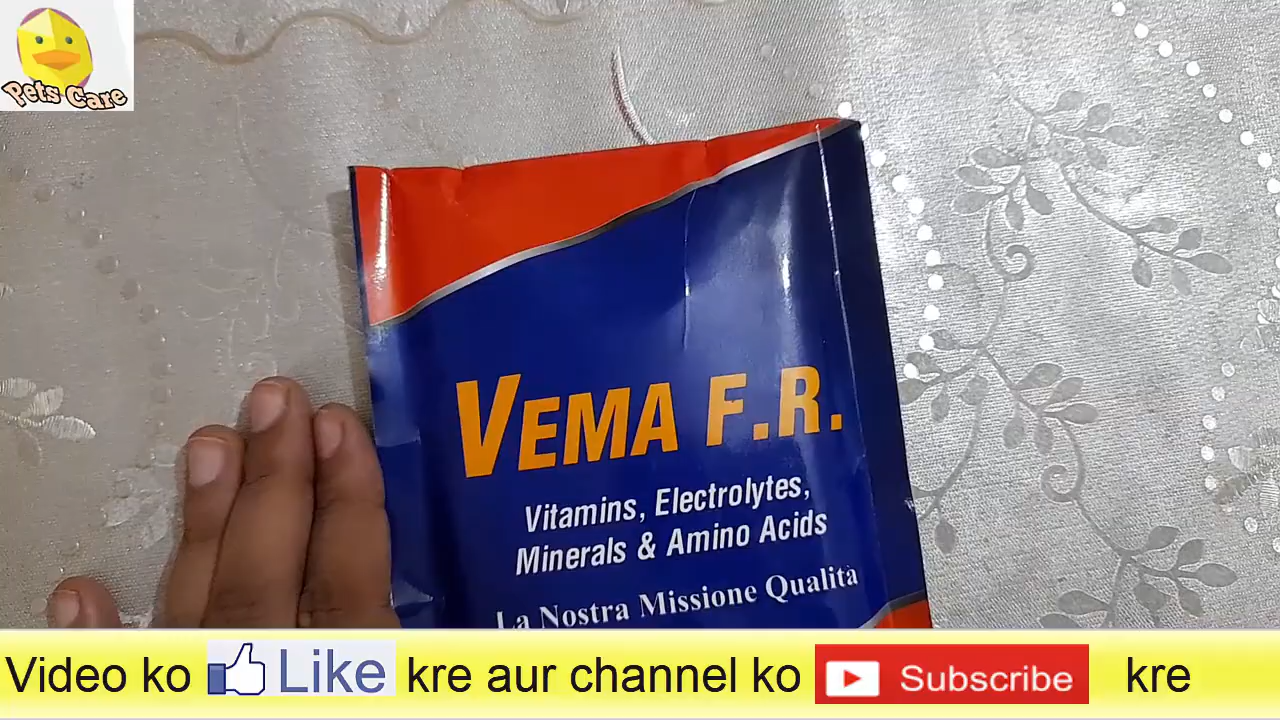 Pets Care
VEMA F.R.
Vitamins, Electrolytes,
Minerals & Amino Acids
La Nostra Missione Qualità
Video ko Like kre aur channel ko Subscribe kre